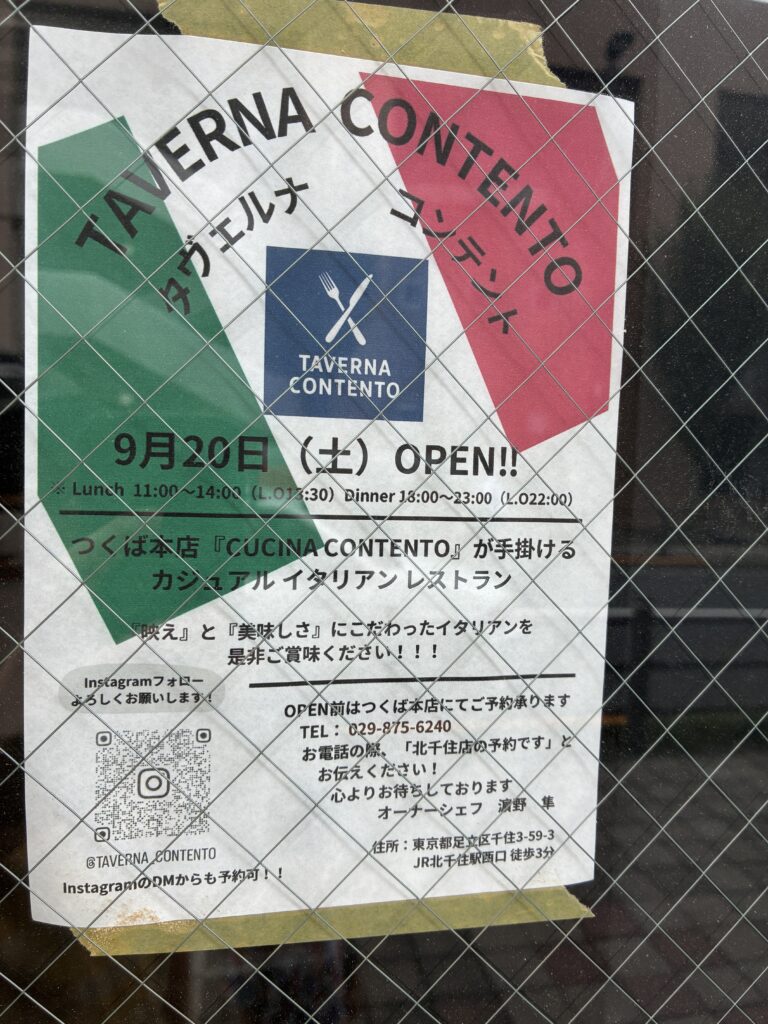 TAVERNA CONTENTO
タヴェルナ コンテント
TAVERNA
CONTENTO
9月20日（土）OPEN!!
※ Lunch 11:00～14:00（L.O13:30）Dinner 18:00～23:00（L.O22:00）
つくば本店『CUCINA CONTENTO』が手掛ける
カジュアル イタリアン レストラン
『映え』と『美味しさ』にこだわったイタリアンを
是非ご賞味ください！！！
Instagramフォロー
よろしくお願いします！
@TAVERNA_CONTENTO
InstagramのDMからも予約可！！
OPEN前はつくば本店にてご予約承ります
TEL： 029-875-6240
お電話の際、「北千住店の予約です」と
お伝えください！
心よりお待ちしております
オーナーシェフ 濵野 隼
住所：東京都足立区千住3-59-3
JR北千住駅西口 徒歩3分